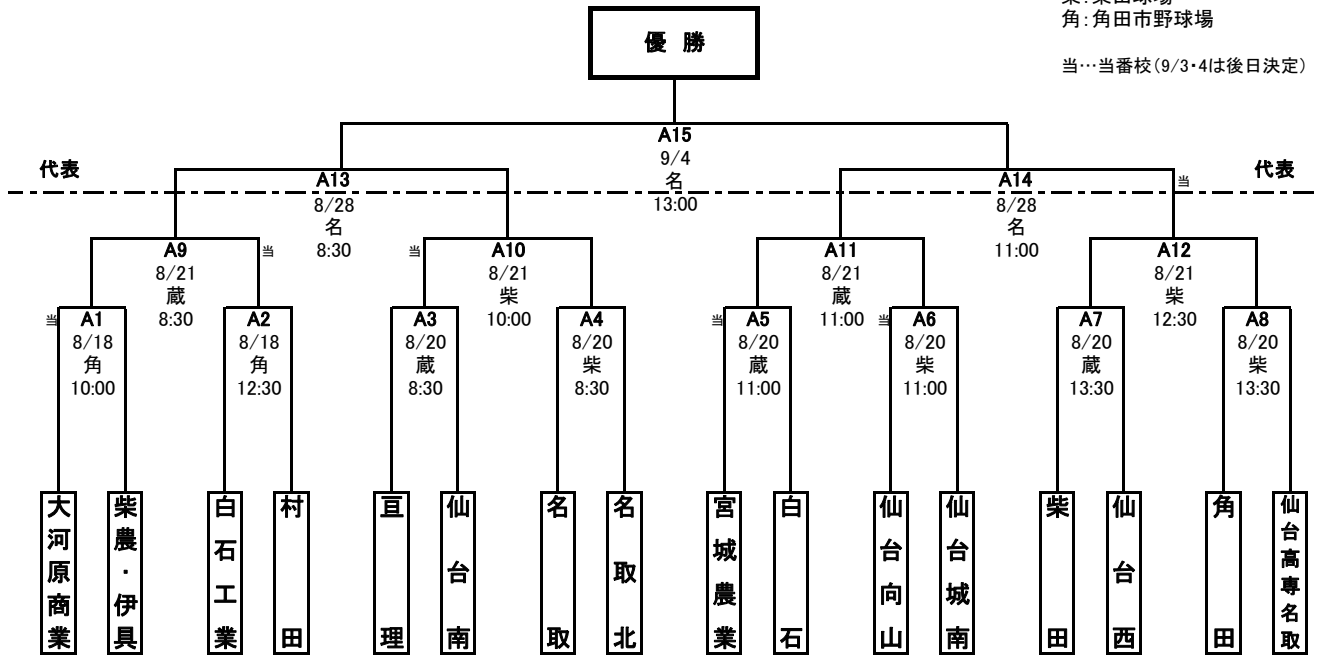 角：角田市野球場
当…当番校（9/3・4は後日決定）
優 勝
A15
9/4
名
13:00
代表
代表
A13
8/28
名
8:30
A14
8/28
名
11:00
当
A9
8/21
蔵
8:30
当
当
A10
8/21
柴
10:00
A11
8/21
蔵
11:00
A12
8/21
柴
12:30
当
A1
8/18
角
10:00
A2
8/18
角
12:30
A3
8/20
蔵
8:30
A4
8/20
柴
8:30
当
A5
8/20
蔵
11:00
当
A6
8/20
柴
11:00
A7
8/20
蔵
13:30
A8
8/20
柴
13:30
大河原商業
柴農・伊具
白石工業
村田
亘理
仙台南
名取
名取北
宮城農業
白石
仙台向山
仙台城南
柴田
仙台西
角田
仙台高専名取